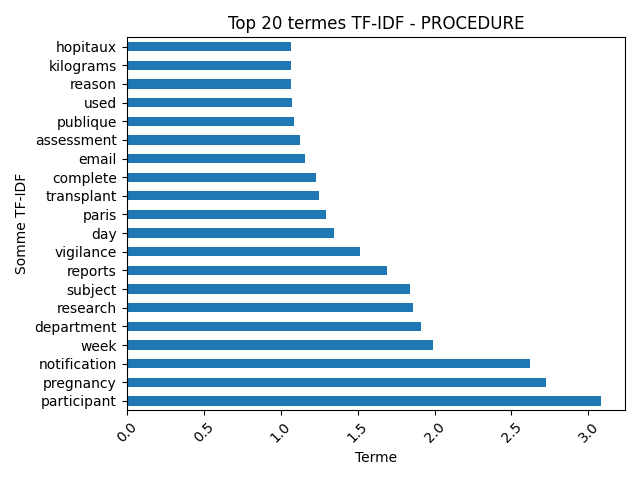 Top 20 termes TF-IDF - PROCEDURE
hopitaux
kilograms
reason
used
publique
assessment
email
complete
transplant
paris
day
vigilance
reports
subject
research
department
week
notification
pregnancy
participant
Somme TF-IDF
0.0
0.5
1.0
1.5
2.0
2.5
3.0
Terme